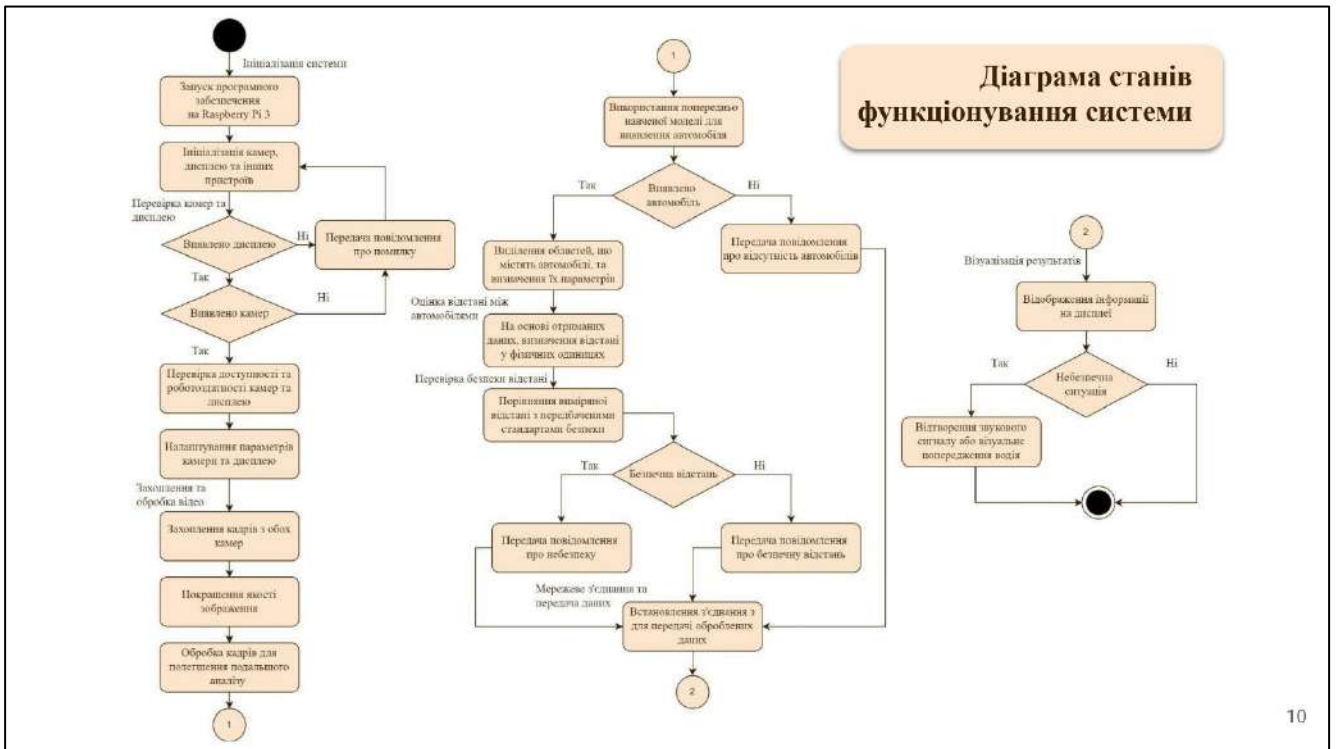 Діаграма станів
функціонування системи
Ініціалізація системи
Запуск програмного
забезпечення
на Raspberry Pi 3
Ініціалізація камер,
дисплею та інших
пристроїв
Перевірка камер та
дисплею
Виявлено дисплею
Ні
Передача повідомлення
про помилку
Так
Виявлено камер
Ні
Так
Перевірка доступності та
роботоздатності камер та
дисплею
Налаштування параметрів
камери та дисплею
Захоплення та
обробка відео
Захоплення кадрів з обох
камер
Покращення якості
зображення
Обробка кадрів для
полегшення подальшого
аналізу
1
1
Використання попередньо
навченої моделі для
виявлення автомобіля
Так
Виявлено
автомобіль
Ні
Виділення областей, що
містять автомобілі, та
визначення їх параметрів
Передача повідомлення
про відсутність автомобілів
Оцінка відстані між
автомобілями
На основі отриманих
даних, визначення відстані
у фізичних одиницях
Перевірка безпеки відстані
Порівняння виміряної
відстані з передбаченими
стандартами безпеки
Так
Безпечна відстань
Ні
Передача повідомлення
про небезпеку
Передача повідомлення
про безпечну відстань
Мережеве з'єднання та
передача даних
Встановлення з'єднання з
для передачі оброблених
даних
2
2
Візуалізація результатів
Відображення інформації
на дисплеї
Так
Небезпечна
ситуація
Ні
Відтворення звукового
сигналу або візуальне
попередження водія
10